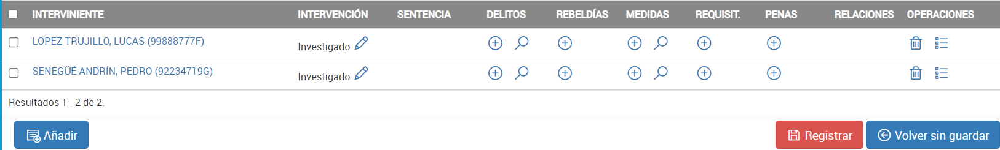 INTERVINIENTE INTERVENCIÓN SENTENCIA DELITOS REBELDÍAS MEDIDAS REQUISIT. PENAS RELACIONES OPERACIONES
LOPEZ TRUJILLO, LUCAS (99888777F) Investigado
SENEGÜÉ ANDRÍN, PEDRO (92234719G) Investigado
Resultados 1 - 2 de 2.
Añadir Registrar Volver sin guardar